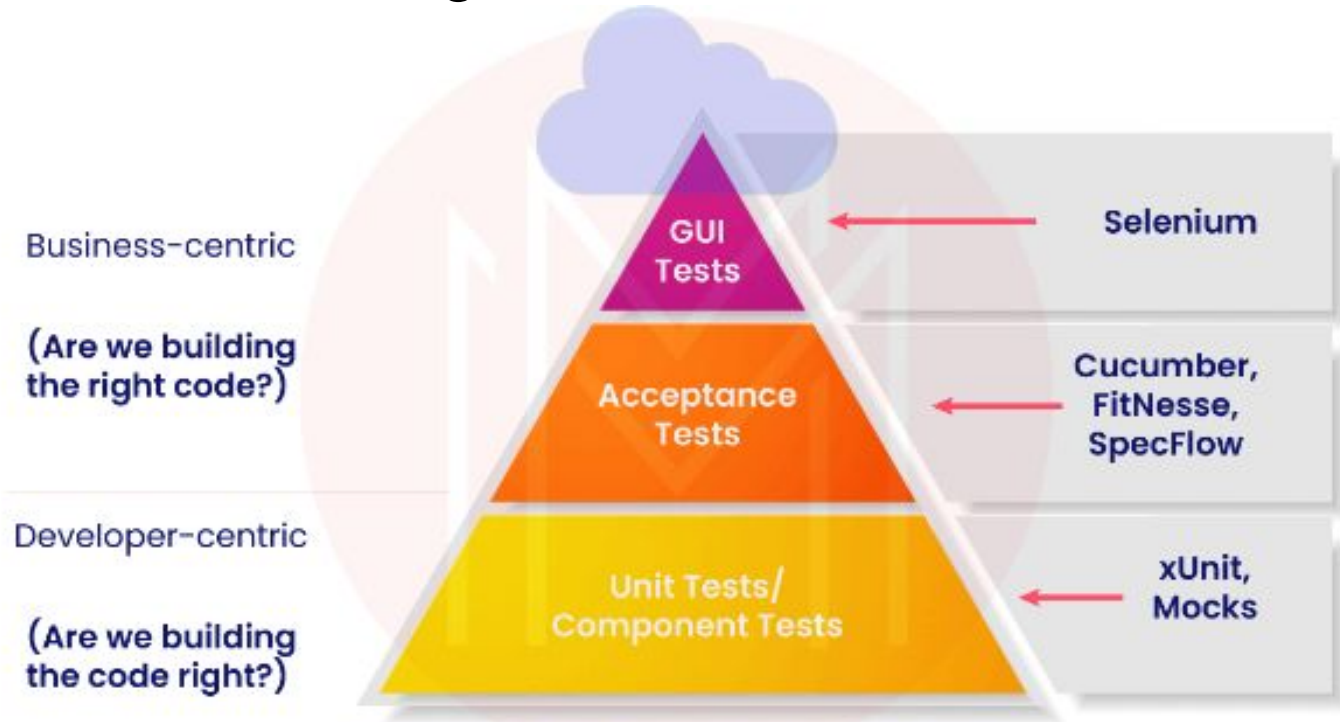 GUI
Tests
Selenium
Business-centric
(Are we building
the right code?)
Acceptance
Tests
Cucumber,
FitNesse,
SpecFlow
Developer-centric
(Are we building
the code right?)
Unit Tests/
Component Tests
xUnit,
Mocks